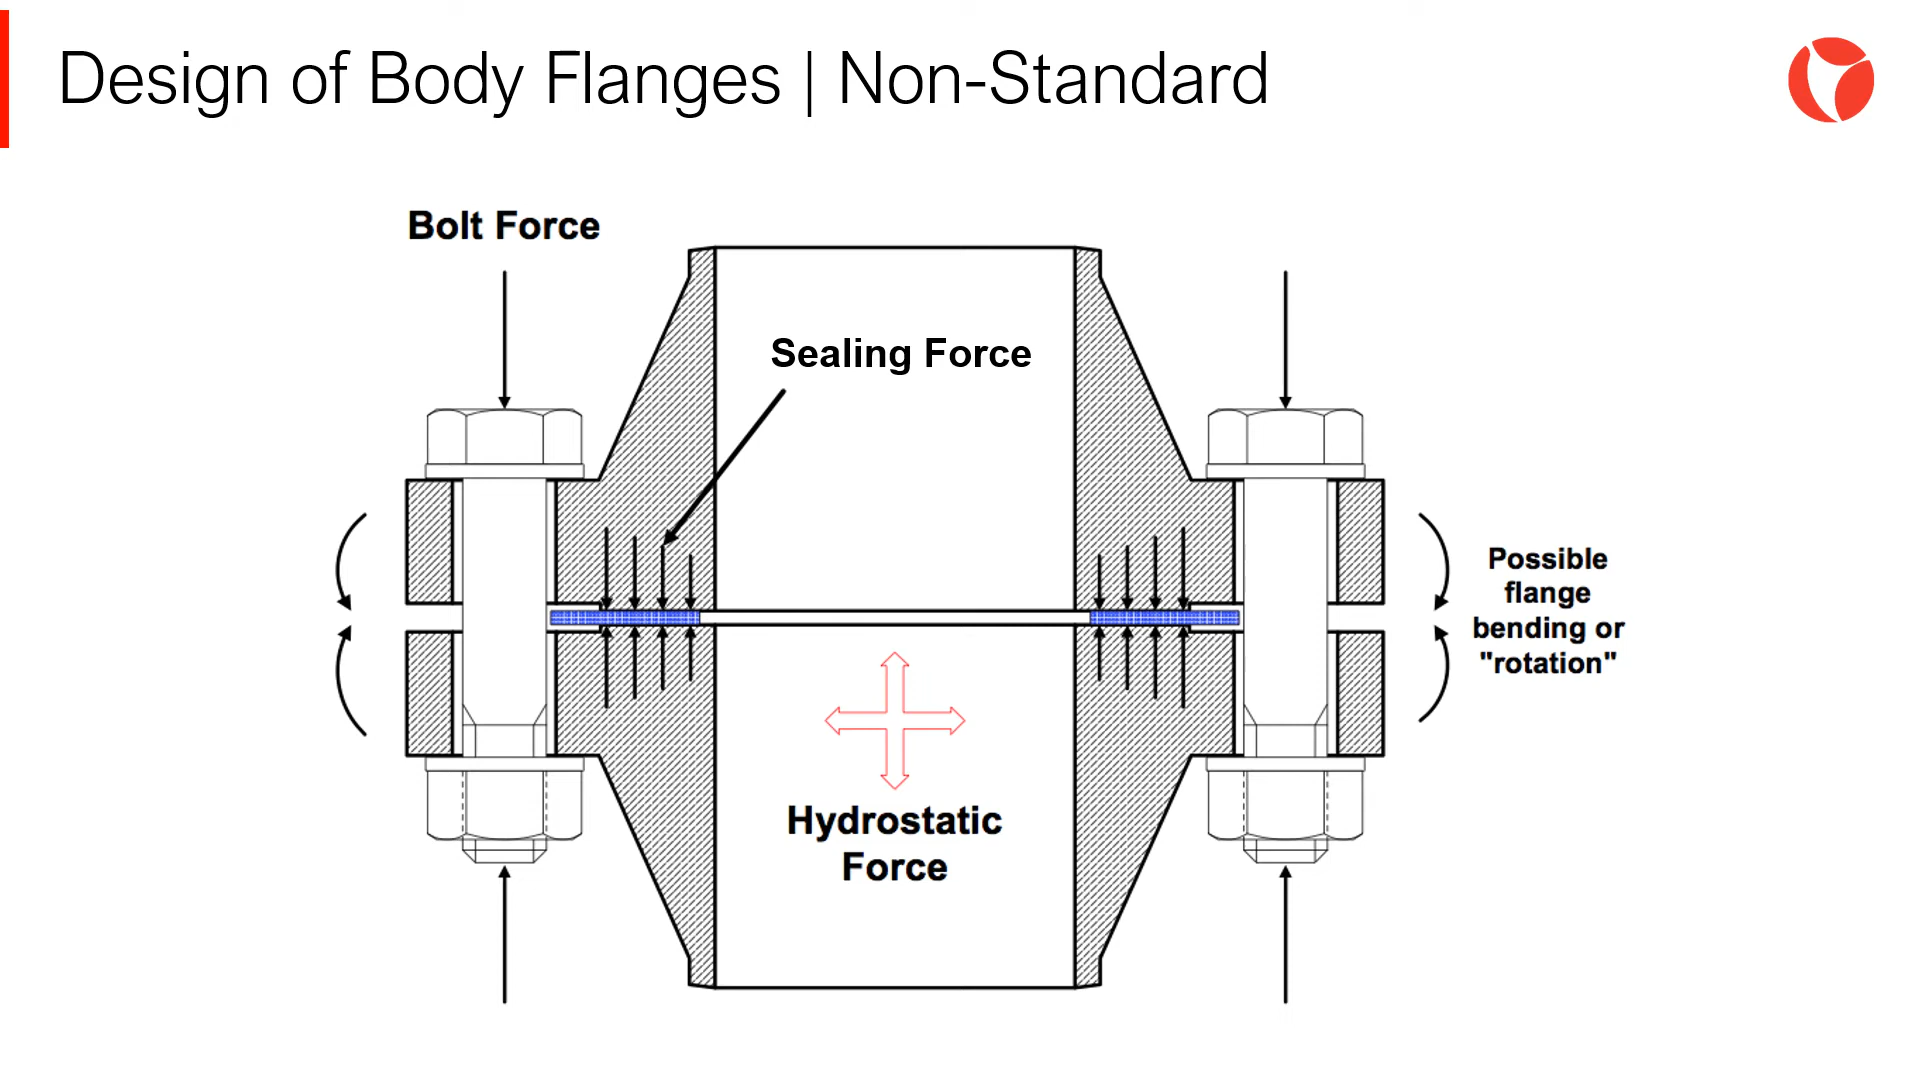 Design of Body Flanges | Non-Standard
Bolt Force
Sealing Force
Possible
flange
bending or
"rotation"
Hydrostatic
Force